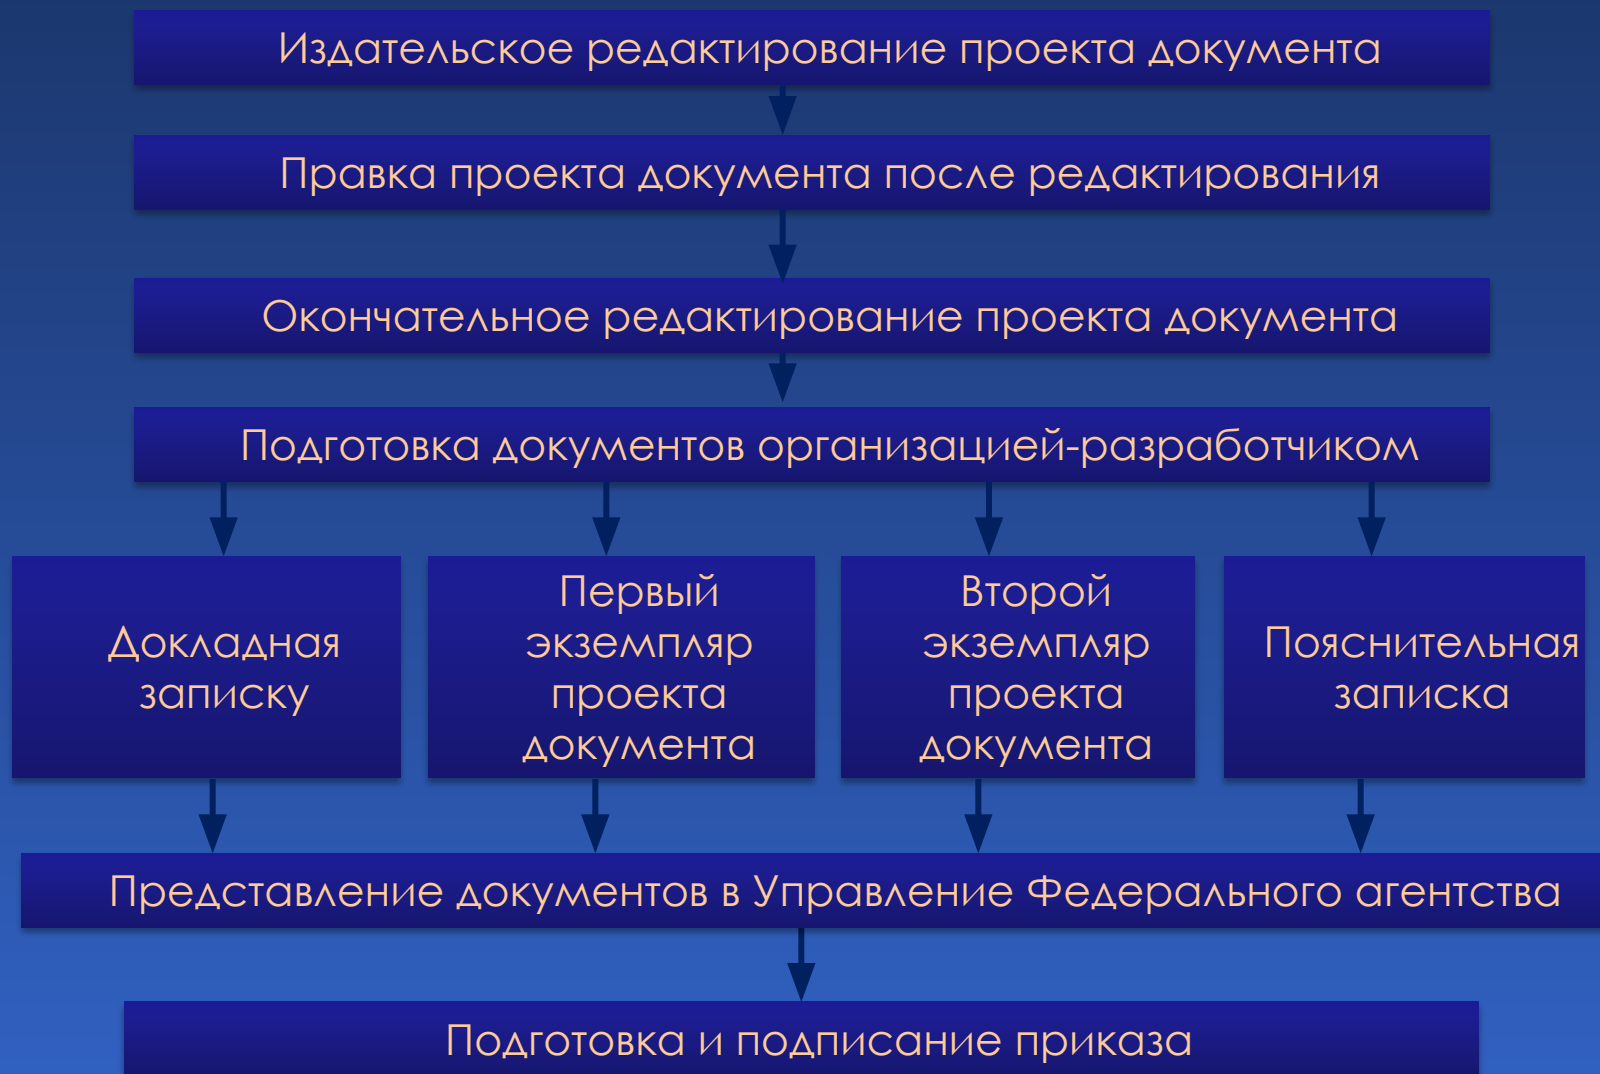 Издательское редактирование проекта документа
Правка проекта документа после редактирования
Окончательное редактирование проекта документа
Подготовка документов организацией-разработчиком
Докладная
записку
Первый
экземпляр
проекта
документа
Второй
экземпляр
проекта
документа
Пояснительная
записка
Представление документов в Управление Федерального агентства
Подготовка и подписание приказа